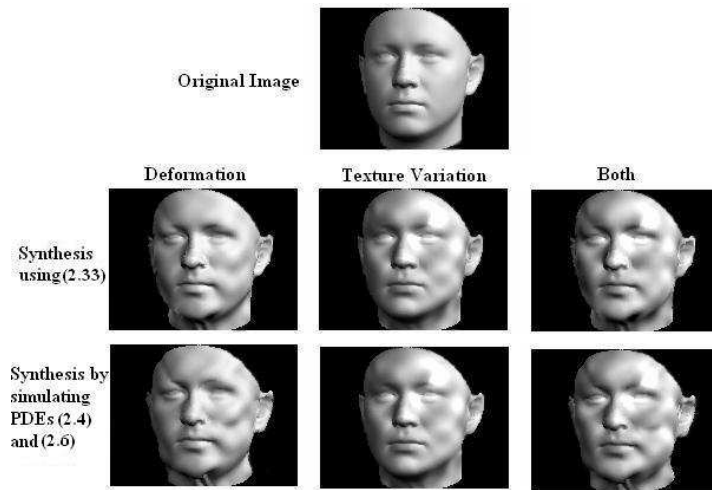 Original Image
Deformation Texture Variation Both
Synthesis
using (2.33)
Synthesis by
simulating
PDEs (2.4)
and (2.6)